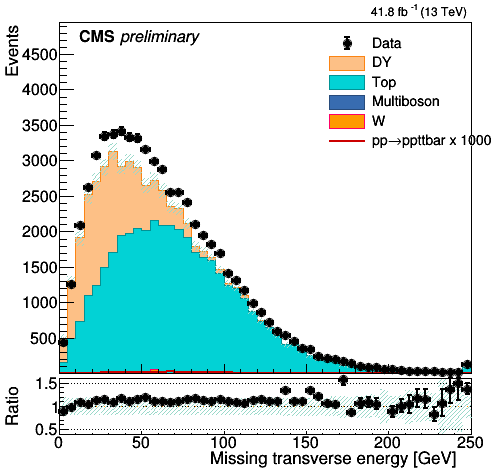 41.8 fb⁻¹ (13 TeV)
CMS preliminary
Data
DY
Top
Multiboson
W
pp→ppttbar x 1000
Events
4500
4000
3500
3000
2500
2000
1500
1000
500
Ratio
1.5
1
0.5
0 50 100 150 200 250
Missing transverse energy [GeV]